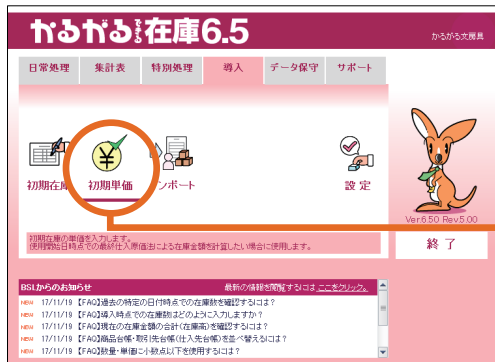 かるがるできる在庫6.5
かるがる文房具
日常処理 集計表 特別処理 導入 データ保守 サポート
初期在庫 初期単価 ンポート 設定
Ver.6.50 Rev.5.00
初期在庫の単価を入力します。
使用開始日時点での最終仕入原価法による在庫金額を計算したい場合に使用します。
終了
BSLからのお知らせ 最新の情報を閲覧するには ここをクリック。
NEW 17/11/19 【FAQ】過去の特定の日付時点での在庫数を確認するには?
NEW 17/11/19 【FAQ】導入時点での在庫数はどのように入力しますか?
NEW 17/11/19 【FAQ】現在の在庫金額の合計(在庫高)を確認するには?
NEW 17/11/19 【FAQ】商品台帳・取引先台帳(仕入先台帳)を並べ替えるには?
NEW 17/11/19 【FAQ】数量・単価に小数点以下を使用するには?